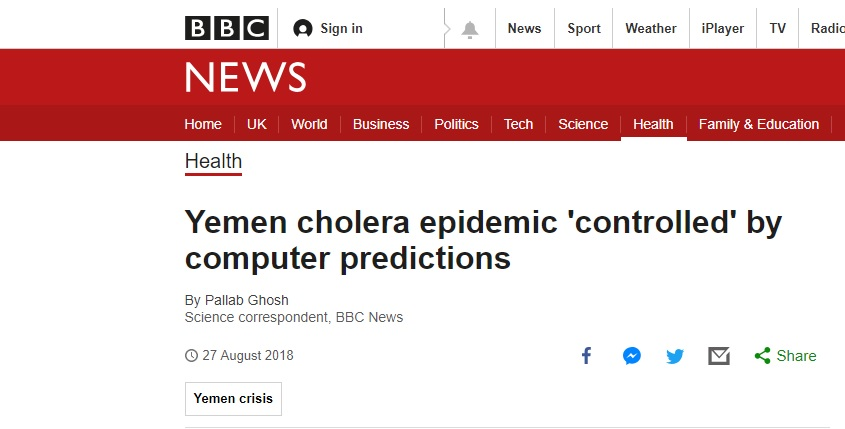 BBC Sign in News Sport Weather iPlayer TV Radio
NEWS
Home UK World Business Politics Tech Science Health Family & Education
Health
Yemen cholera epidemic 'controlled' by
computer predictions
By Pallab Ghosh
Science correspondent, BBC News
27 August 2018 Share
Yemen crisis